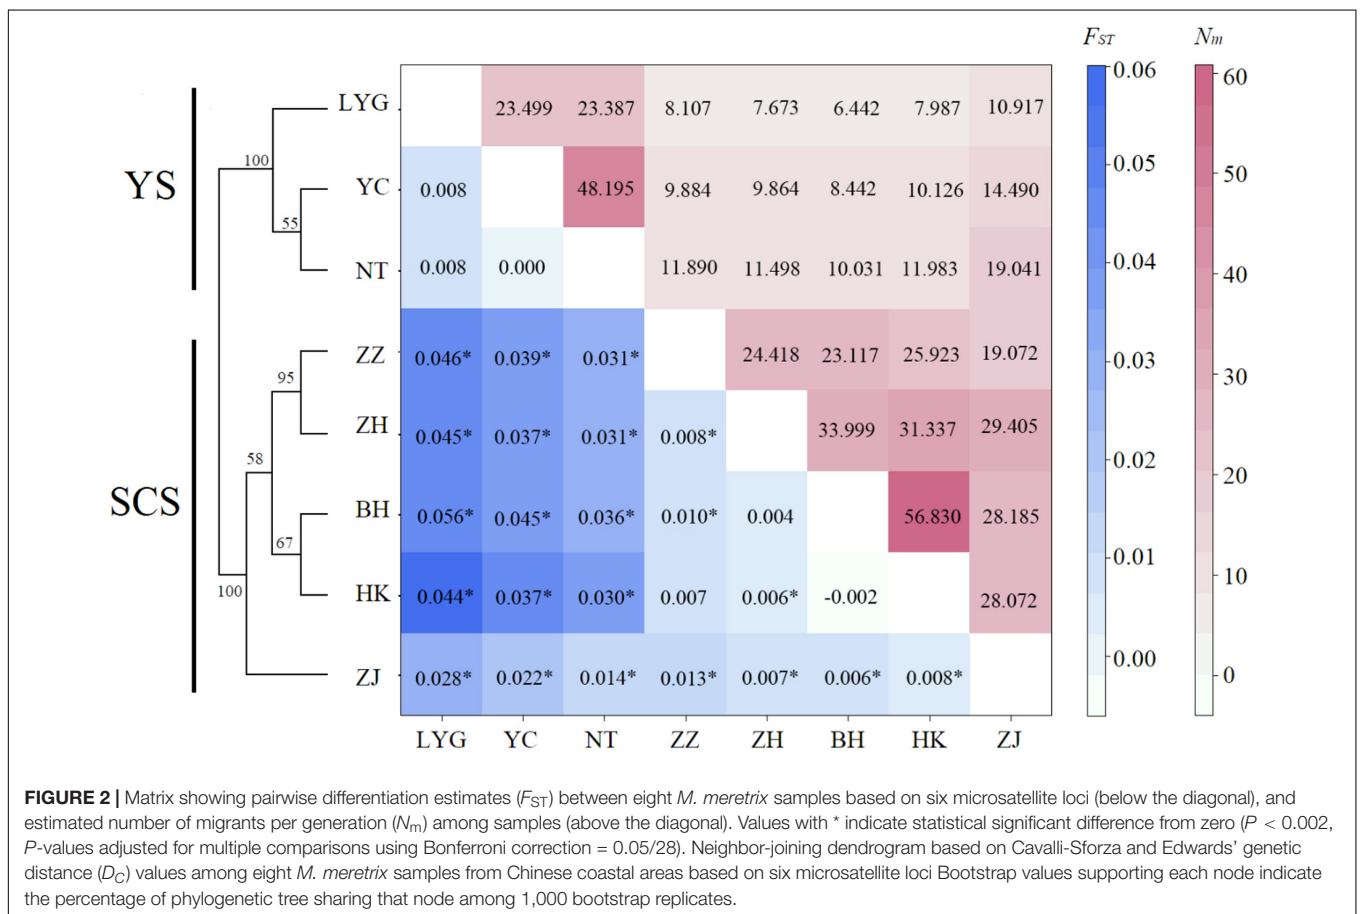 F_ST N_m
YS
SCS
100
55
95
58
67
100
LYG 23.499 23.387 8.107 7.673 6.442 7.987 10.917
YC 0.008 48.195 9.884 9.864 8.442 10.126 14.490
NT 0.008 0.000 11.890 11.498 10.031 11.983 19.041
ZZ 0.046* 0.039* 0.031* 24.418 23.117 25.923 19.072
ZH 0.045* 0.037* 0.031* 0.008* 33.999 31.337 29.405
BH 0.056* 0.045* 0.036* 0.010* 0.004 56.830 28.185
HK 0.044* 0.037* 0.030* 0.007 0.006* -0.002 28.072
ZJ 0.028* 0.022* 0.014* 0.013* 0.007* 0.006* 0.008*
LYG YC NT ZZ ZH BH HK ZJ
0.06
0.05
0.04
0.03
0.02
0.01
0.00
60
50
40
30
20
10
0
FIGURE 2 | Matrix showing pairwise differentiation estimates (F_ST) between eight M. meretrix samples based on six microsatellite loci (below the diagonal), and
estimated number of migrants per generation (N_m) among samples (above the diagonal). Values with * indicate statistical significant difference from zero (P < 0.002,
P-values adjusted for multiple comparisons using Bonferroni correction = 0.05/28). Neighbor-joining dendrogram based on Cavalli-Sforza and Edwards' genetic
distance (D_C) values among eight M. meretrix samples from Chinese coastal areas based on six microsatellite loci Bootstrap values supporting each node indicate
the percentage of phylogenetic tree sharing that node among 1,000 bootstrap replicates.